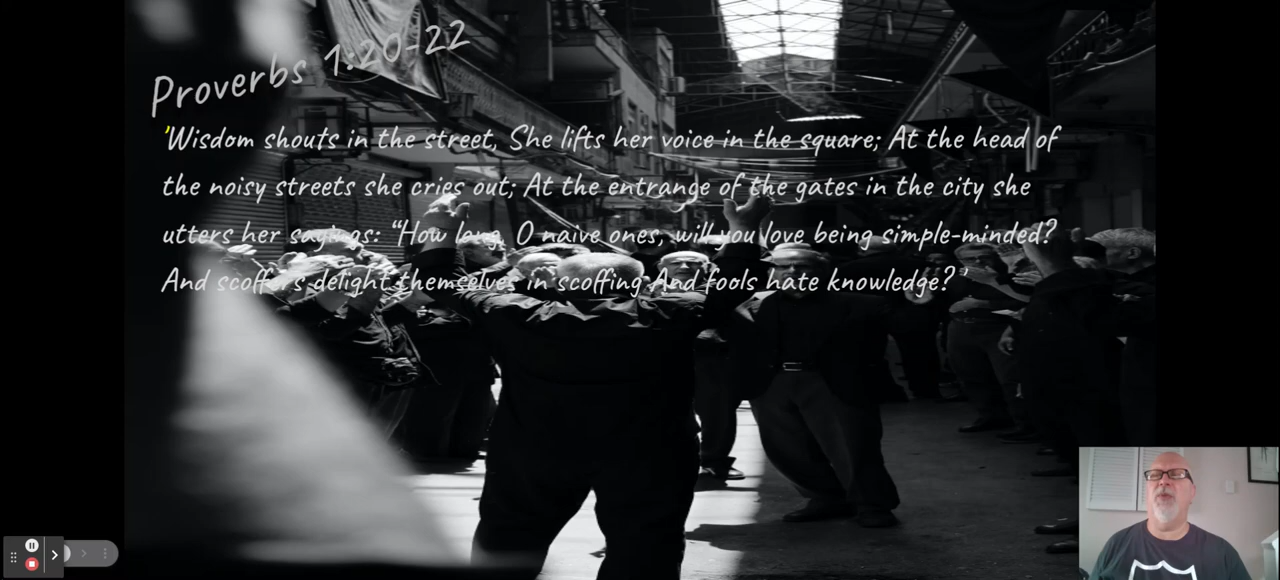 Proverbs 1:20-22
'Wisdom shouts in the street, She lifts her voice in the square; At the head of
the noisy streets she cries out; At the entrance of the gates in the city she
utters her sayings: “How long, O naive ones, will you love being simple-minded?
And scoffers delight themselves in scoffing And fools hate knowledge?'